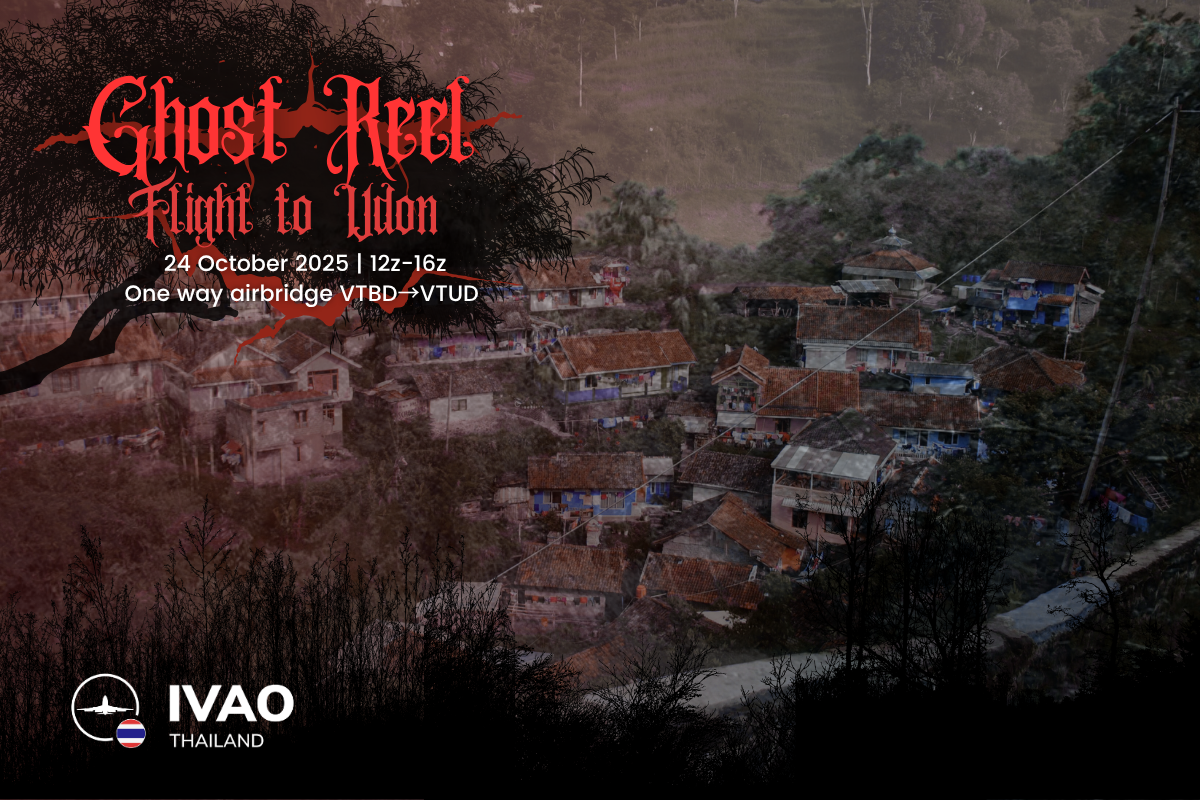 Ghost Reel
Flight to Udon
24 October 2025 | 12z-16z
One way airbridge VTBD→VTUD
IVAO
THAILAND